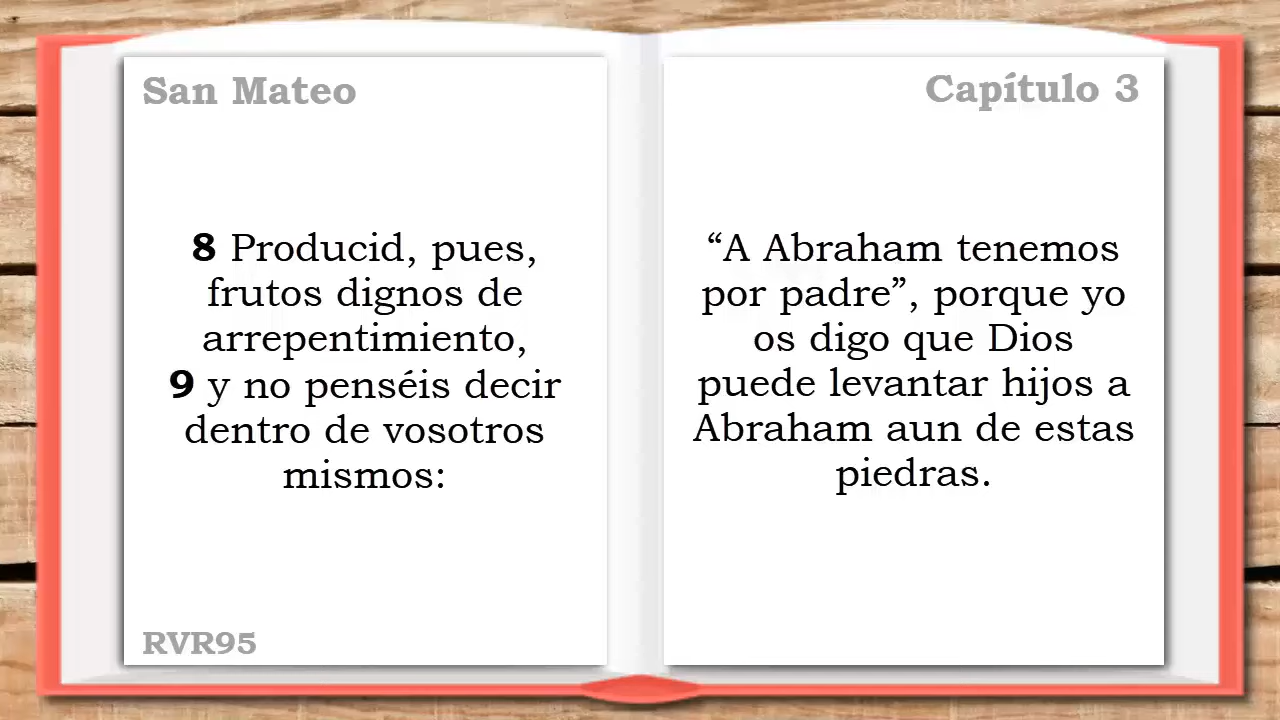 San Mateo
8 Producid, pues,
frutos dignos de
arrepentimiento,
9 y no penséis decir
dentro de vosotros
mismos:
RVR95
Capítulo 3
“A Abraham tenemos
por padre”, porque yo
os digo que Dios
puede levantar hijos a
Abraham aun de estas
piedras.